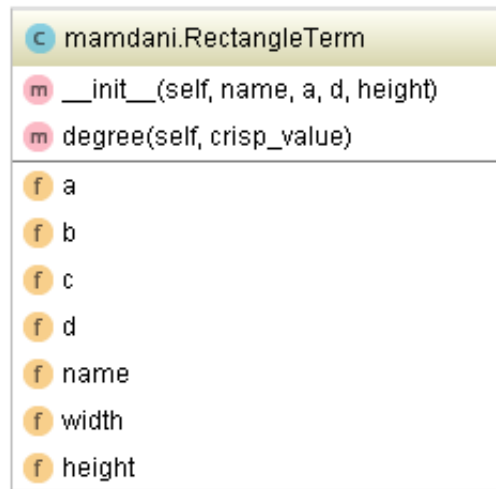 c mamdani.RectangleTerm
m __init__(self, name, a, d, height)
m degree(self, crisp_value)
f a
f b
f c
f d
f name
f width
f height